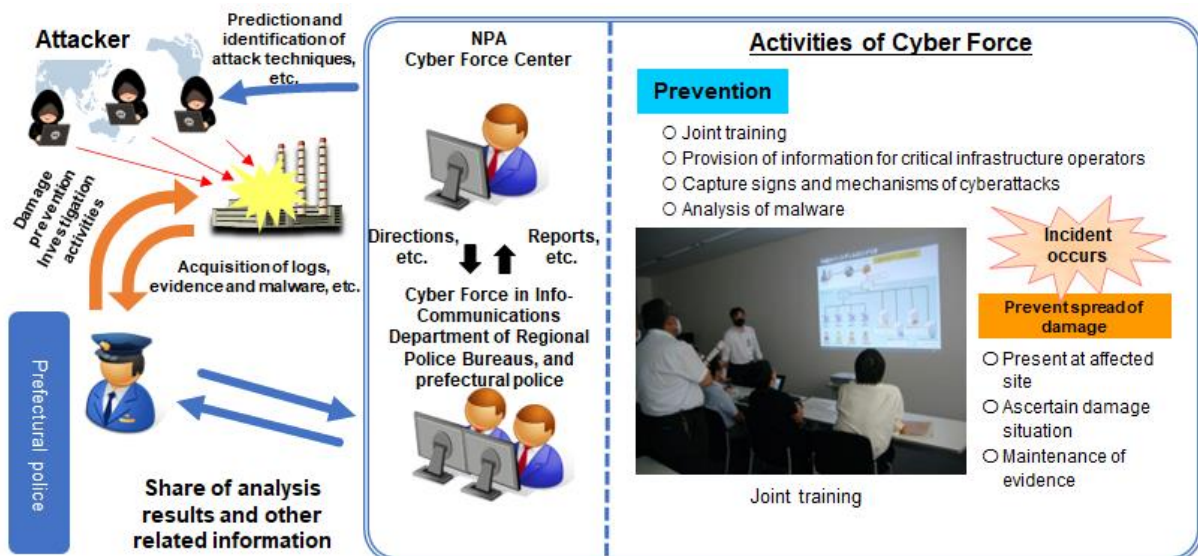 Attacker
Prediction and
identification of
attack techniques,
etc.
Damage
prevention
Investigation
activities
Acquisition of logs,
evidence and malware, etc.
Prefectural police
Share of analysis
results and other
related information
NPA
Cyber Force Center
Directions,
etc.
Reports,
etc.
Cyber Force in Info-
Communications
Department of Regional
Police Bureaus, and
prefectural police
Activities of Cyber Force
Prevention
○ Joint training
○ Provision of information for critical infrastructure operators
○ Capture signs and mechanisms of cyberattacks
○ Analysis of malware
Joint training
Incident
occurs
Prevent spread of
damage
○ Present at affected
site
○ Ascertain damage
situation
○ Maintenance of
evidence